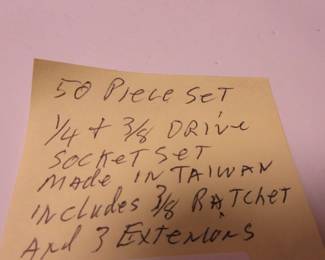 50 Piece Set
1/4 + 3/8 Drive
Socket Set
Made in Taiwan
includes 3/8 Ratchet
And 3 Extenions